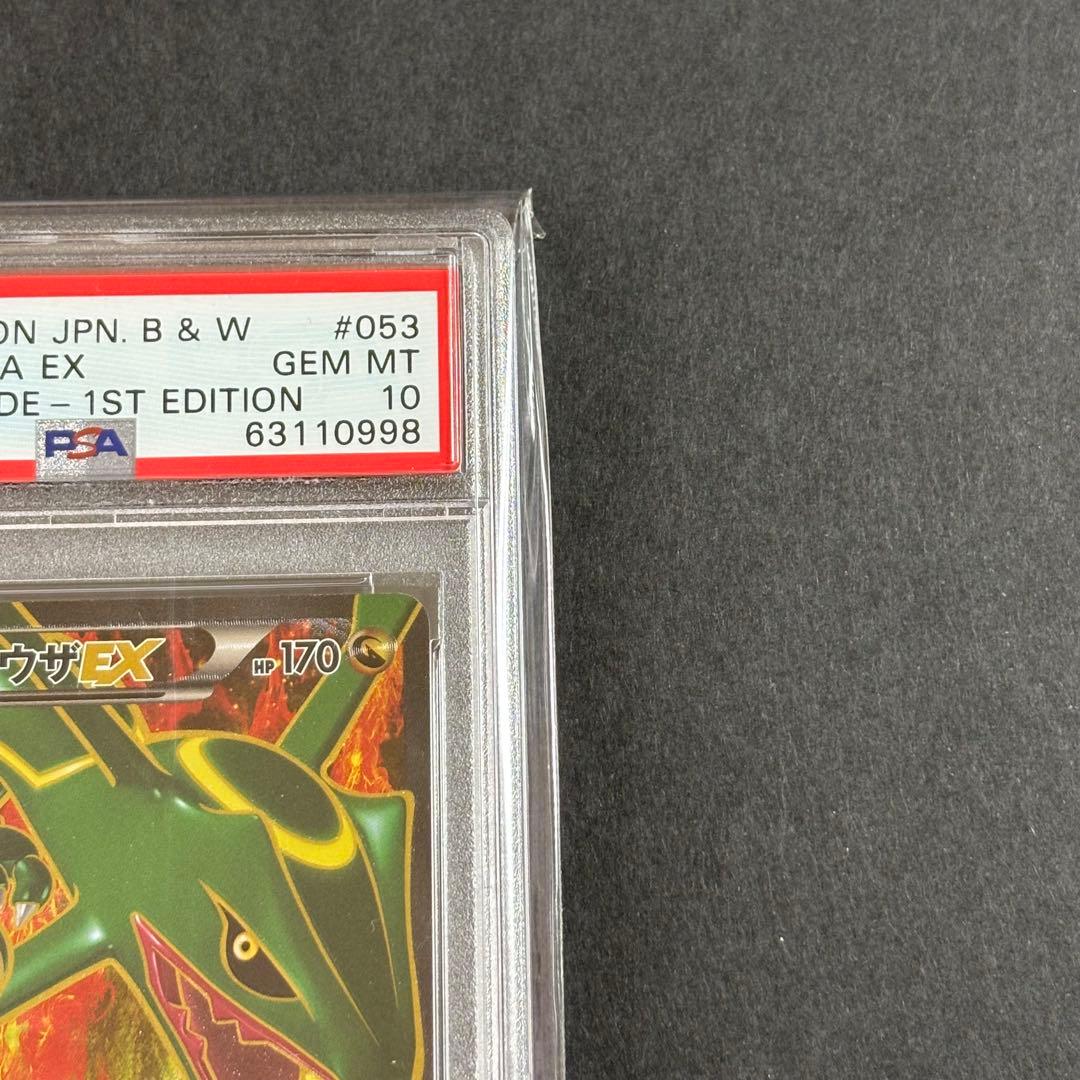 ON JPN. B & W #053
A EX GEM MT
DE - 1ST EDITION 10
PSA 63110998
ウザEX HP 170